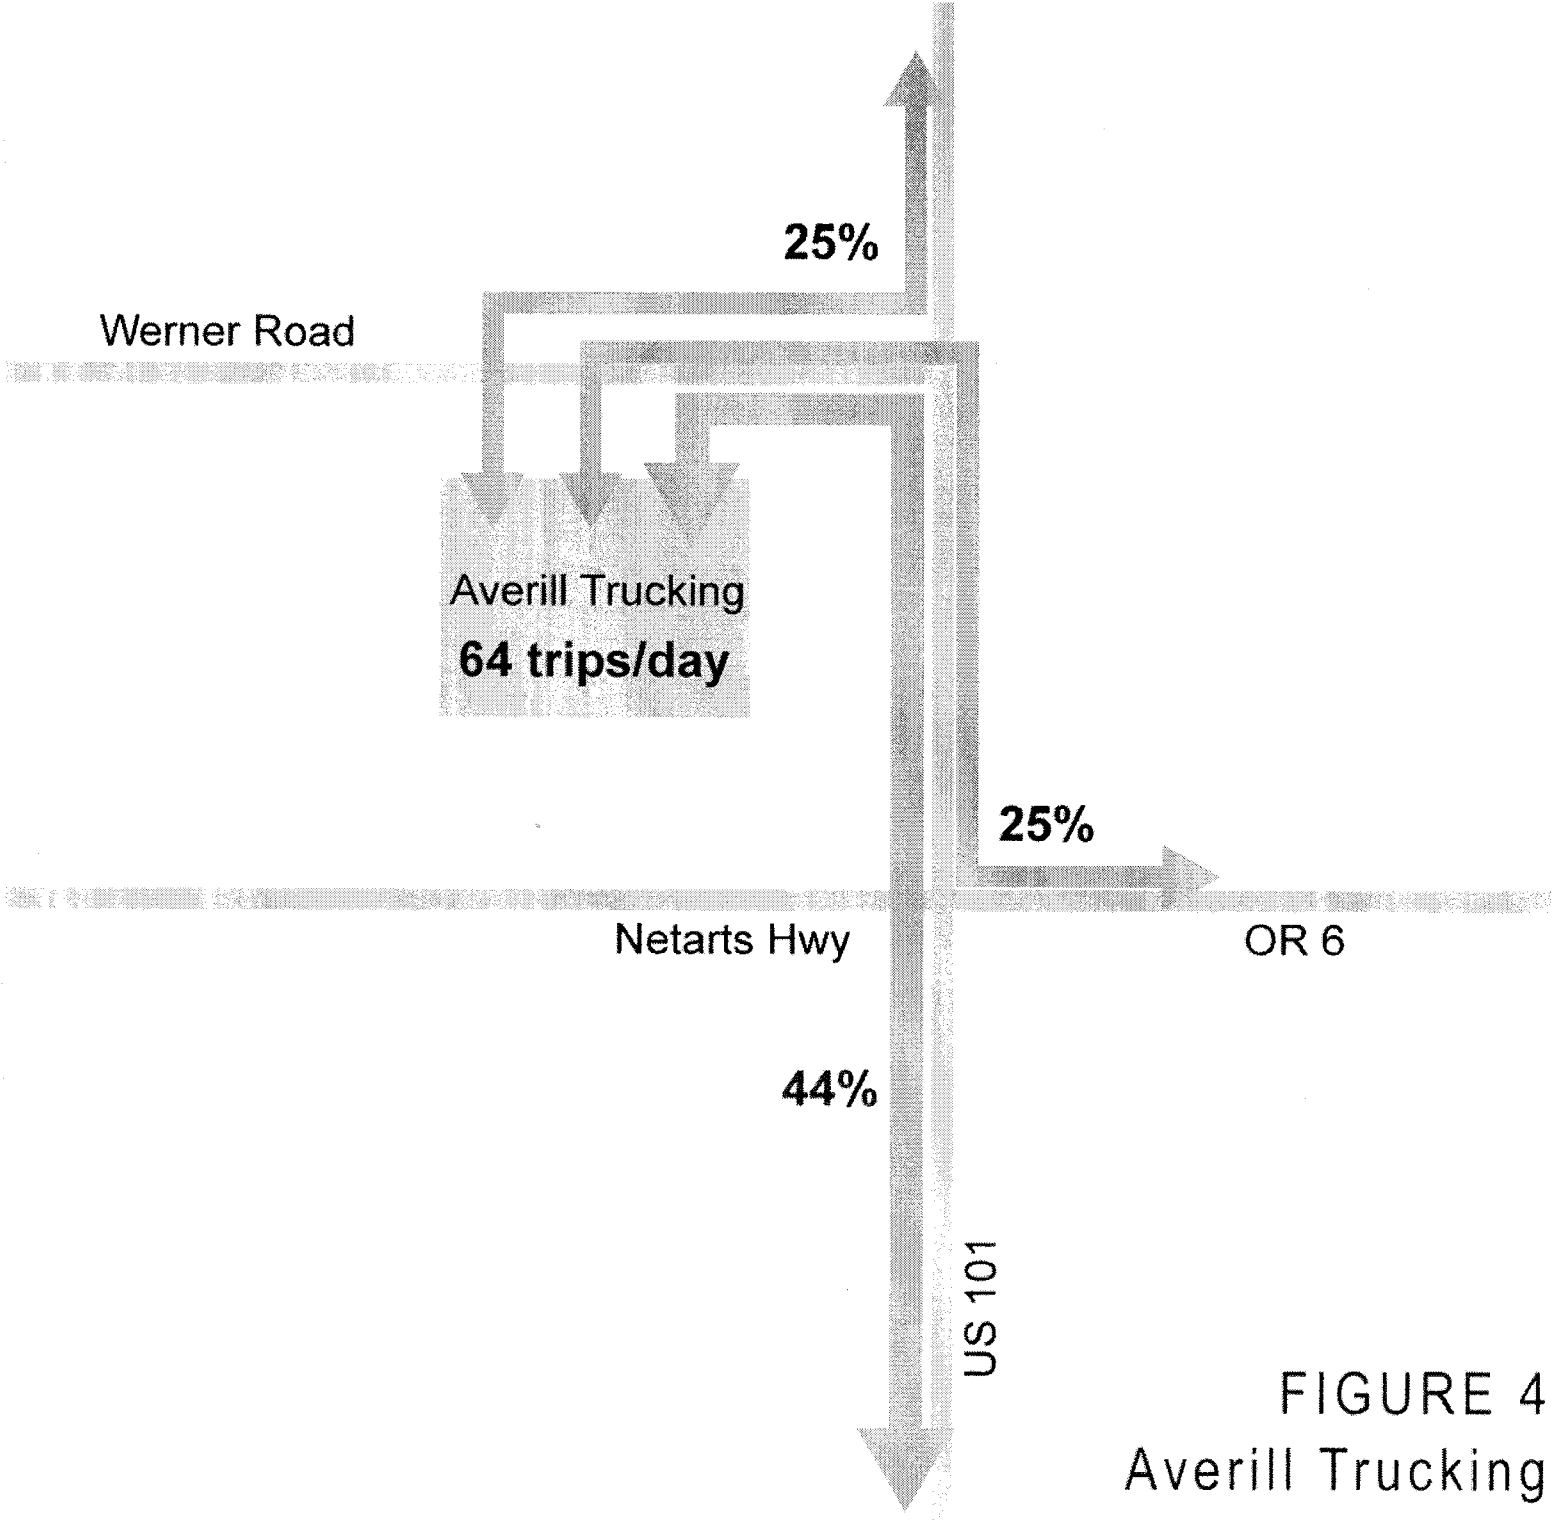 25%
Werner Road
Averill Trucking
64 trips/day
25%
Netarts Hwy
OR 6
44%
US 101
FIGURE 4
Averill Trucking